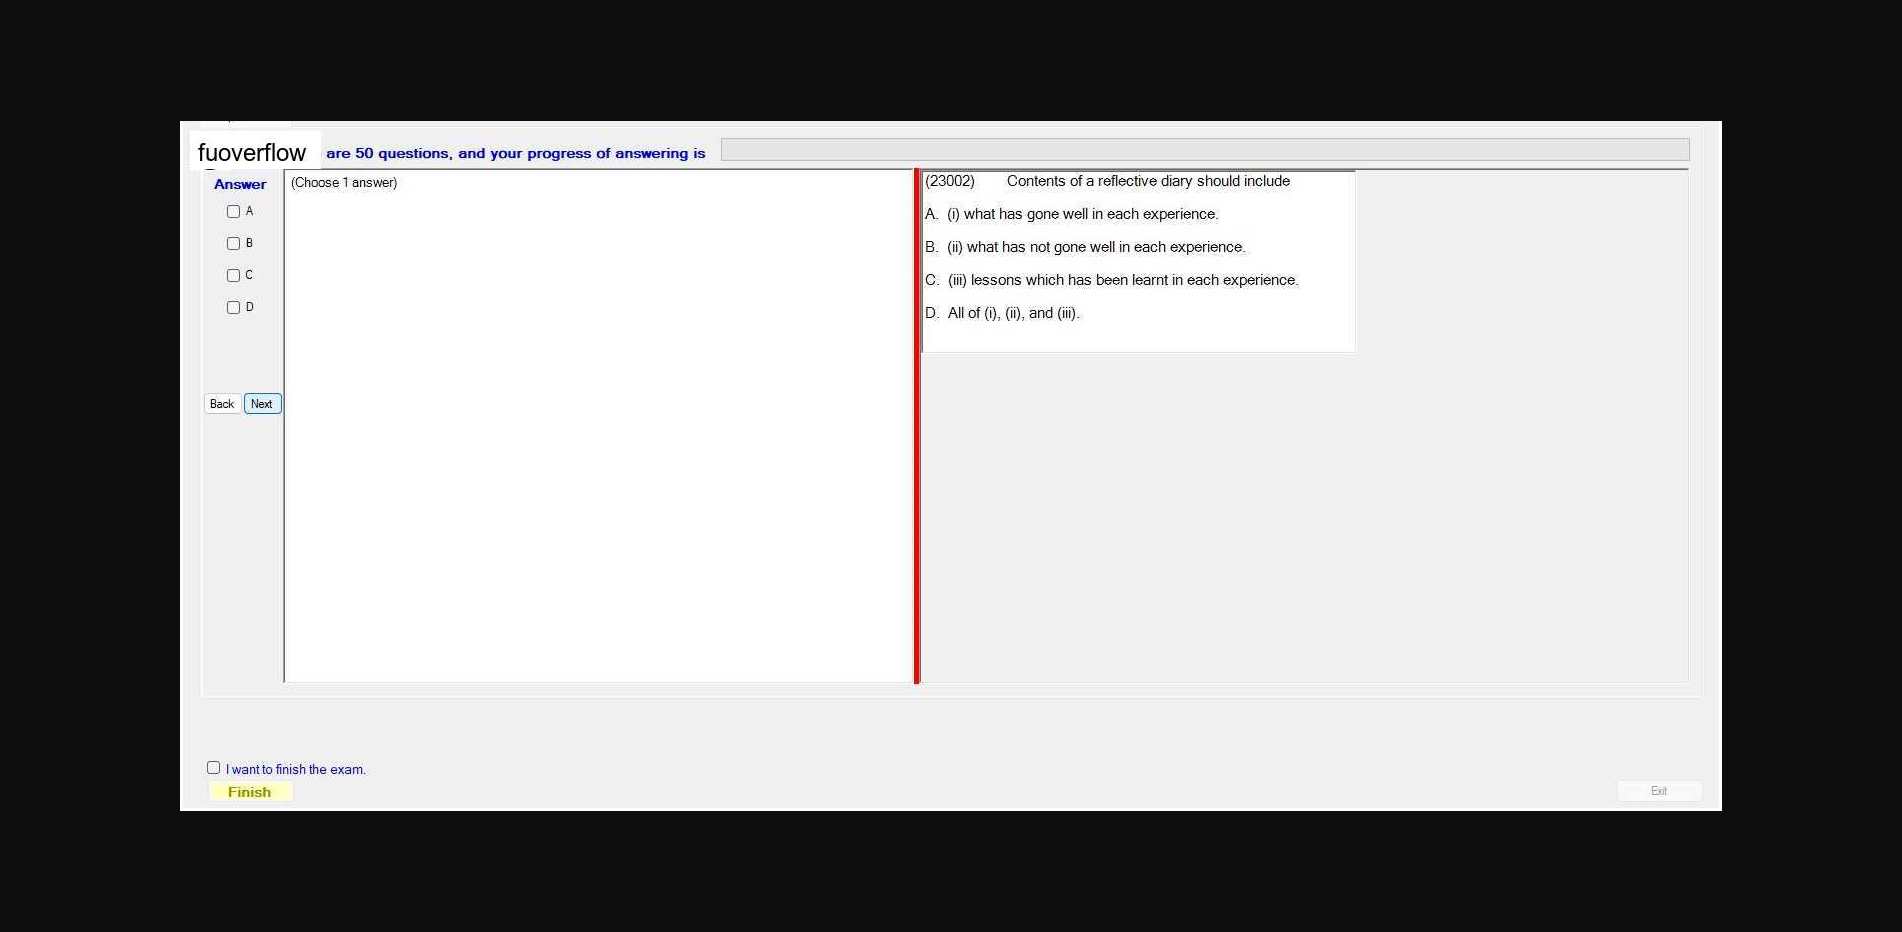 fuoverflow are 50 questions, and your progress of answering is
Answer
(Choose 1 answer)
A
B
C
D
Back Next
(23002) Contents of a reflective diary should include
A. (i) what has gone well in each experience.
B. (ii) what has not gone well in each experience.
C. (iii) lessons which has been learnt in each experience.
D. All of (i), (ii), and (iii).
I want to finish the exam.
Finish
Exit